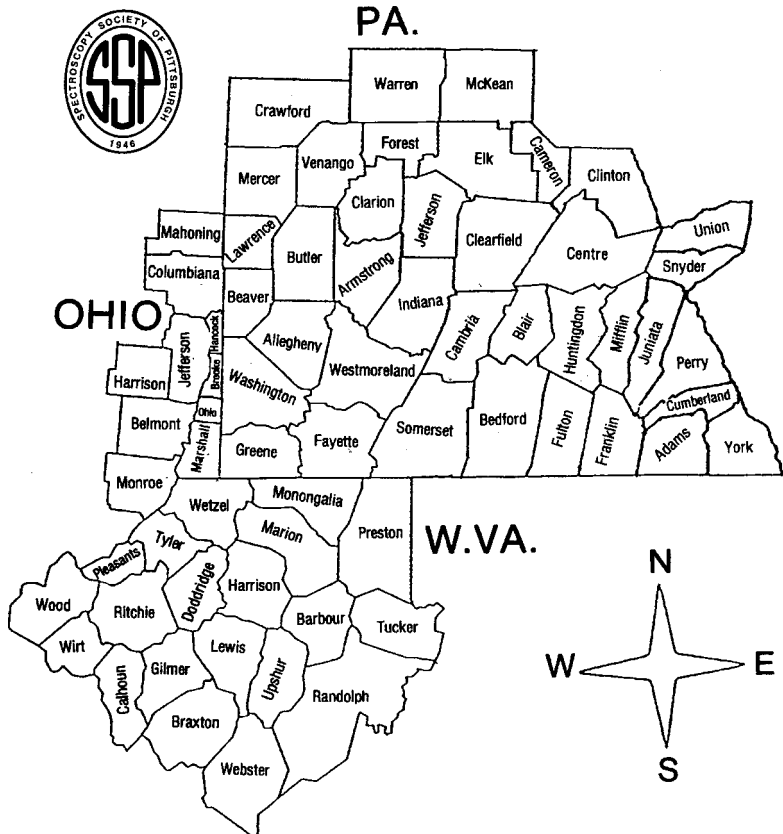 PA.
SPECTROSCOPY SOCIETY OF PITTSBURGH
SSP
1946
Warren
McKean
Crawford
Forest
Venango
Elk
Cameron
Clinton
Mercer
Clarion
Jefferson
Union
Mahoning
Lawrence
Butler
Clearfield
Centre
Snyder
Columbiana
Armstrong
Beaver
Indiana
OHIO
Hancock
Allegheny
Cambria
Blair
Huntingdon
Mifflin
Juniata
Jefferson
Brooke
Perry
Harrison
Washington
Westmoreland
Cumberland
Ohio
Belmont
Somerset
Bedford
Fulton
Franklin
Adams
York
Marshall
Greene
Fayette
Monroe
Wetzel
Monongalia
Marion
Preston
W.VA.
Tyler
Pleasants
Doddridge
Harrison
N
Wood
Ritchie
Barbour
Tucker
Wirt
Lewis
W
E
Calhoun
Gilmer
Upshur
Randolph
Braxton
Webster
S